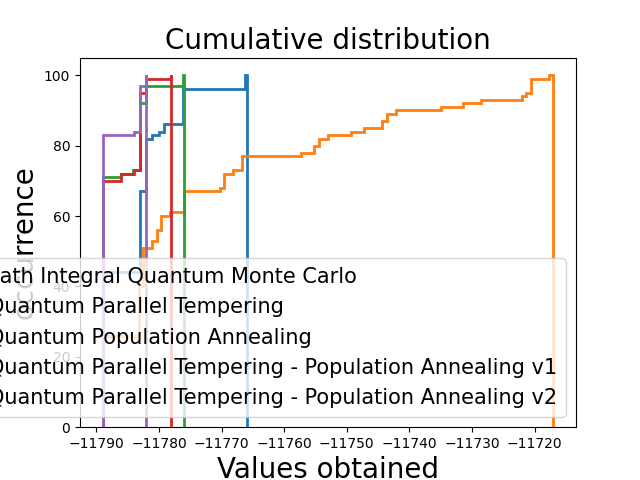 Cumulative distribution
100
80
60
40
20
0
occurrence
ath Integral Quantum Monte Carlo
Quantum Parallel Tempering
Quantum Population Annealing
Quantum Parallel Tempering - Population Annealing v1
Quantum Parallel Tempering - Population Annealing v2
−11790 −11780 −11770 −11760 −11750 −11740 −11730 −11720
Values obtained